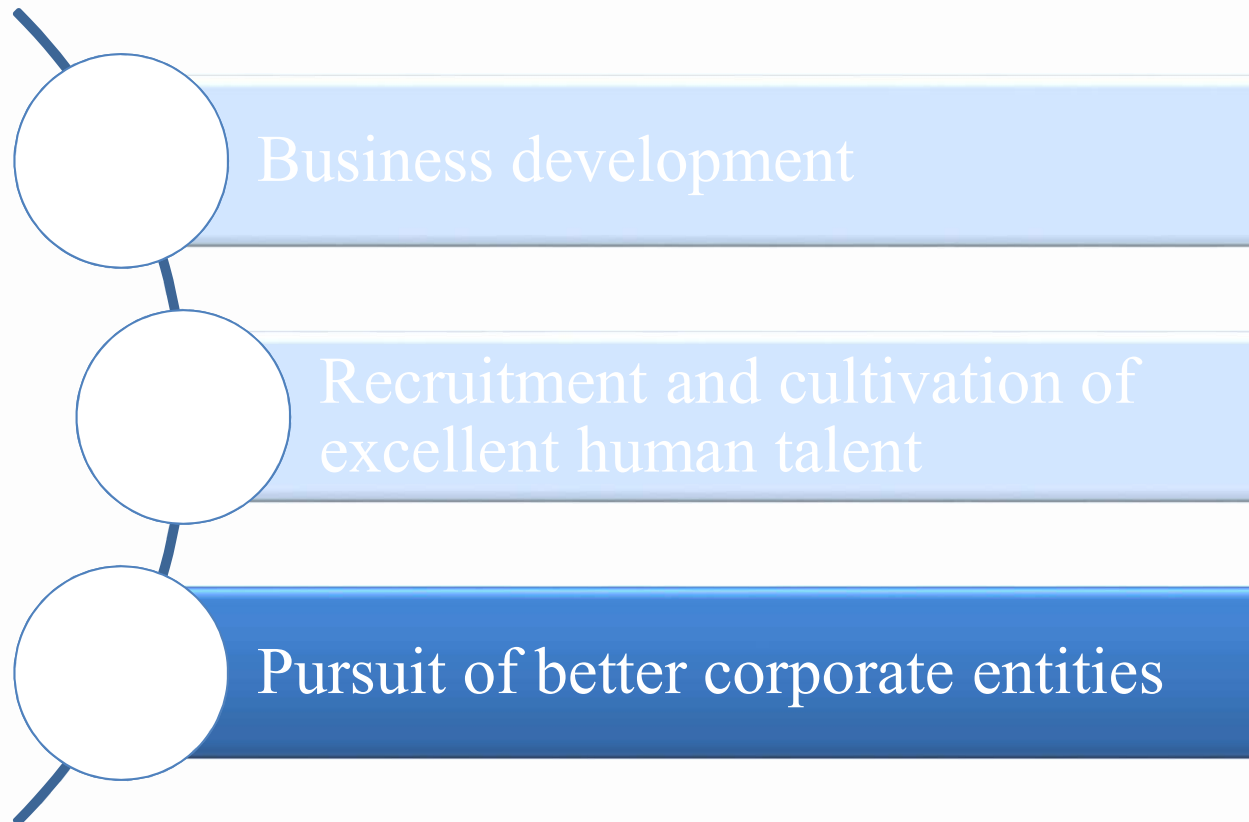 Business development
Recruitment and cultivation of
excellent human talent
Pursuit of better corporate entities